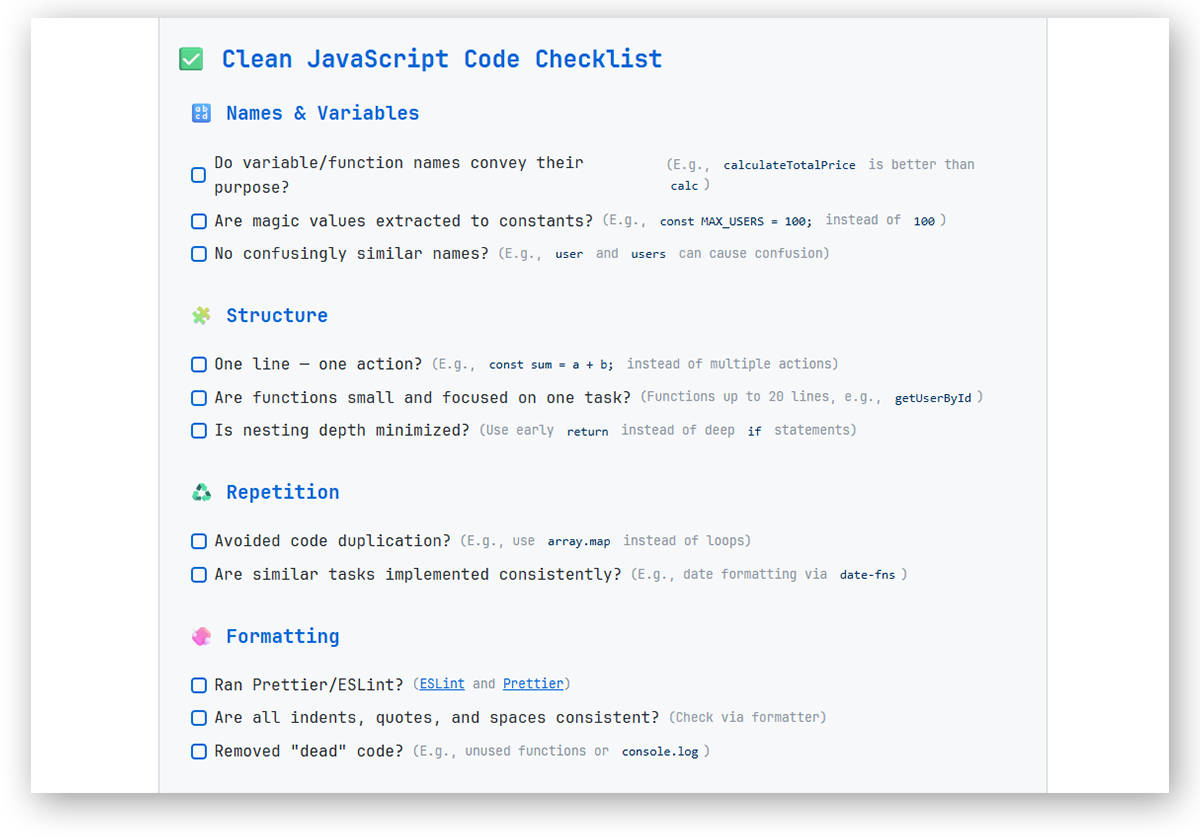 Clean JavaScript Code Checklist
abcd Names & Variables
Do variable/function names convey their purpose? (E.g., calculateTotalPrice is better than calc )
Are magic values extracted to constants? (E.g., const MAX_USERS = 100; instead of 100 )
No confusingly similar names? (E.g., user and users can cause confusion)
Structure
One line — one action? (E.g., const sum = a + b; instead of multiple actions)
Are functions small and focused on one task? (Functions up to 20 lines, e.g., getUserById )
Is nesting depth minimized? (Use early return instead of deep if statements)
Repetition
Avoided code duplication? (E.g., use array.map instead of loops)
Are similar tasks implemented consistently? (E.g., date formatting via date-fns )
Formatting
Ran Prettier/ESLint? (ESLint and Prettier)
Are all indents, quotes, and spaces consistent? (Check via formatter)
Removed "dead" code? (E.g., unused functions or console.log )